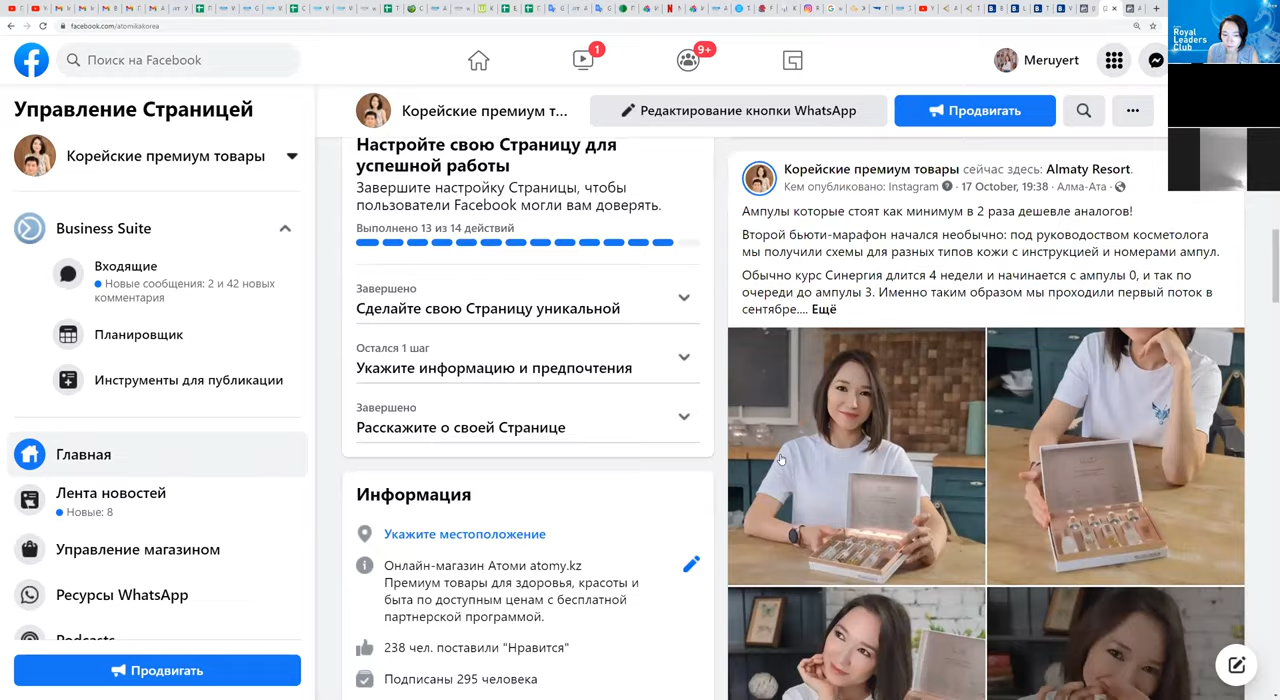 facebook.com/atomikakorea
Поиск на Facebook
1
9+
Meruyert
Royal
Leaders
Club
Управление Страницей
Корейские премиум товары
Business Suite
Входящие
Новые сообщения: 2 и 42 новых
комментария
Планировщик
Инструменты для публикации
Главная
Лента новостей
Новые: 8
Управление магазином
Ресурсы WhatsApp
Podcasts
Продвигать
Корейские премиум т...
Редактирование кнопки WhatsApp
Продвигать
Настройте свою Страницу для
успешной работы
Завершите настройку Страницы, чтобы
пользователи Facebook могли вам доверять.
Выполнено 13 из 14 действий
Завершено
Сделайте свою Страницу уникальной
Остался 1 шаг
Укажите информацию и предпочтения
Завершено
Расскажите о своей Странице
Информация
Укажите местоположение
Онлайн-магазин Атоми atomy.kz
Премиум товары для здоровья, красоты и
быта по доступным ценам с бесплатной
партнерской программой.
238 чел. поставили "Нравится"
Подписаны 295 человека
Корейские премиум товары сейчас здесь: Almaty Resort.
Кем опубликовано: Instagram · 17 October, 19:38 · Алма-Ата ·
Ампулы которые стоят как минимум в 2 раза дешевле аналогов!
Второй бьюти-марафон начался необычно: под руководством косметолога
мы получили схемы для разных типов кожи с инструкцией и номерами ампул.
Обычно курс Синергия длится 4 недели и начинается с ампулы 0, и так по
очереди до ампулы 3. Именно таким образом мы проходили первый поток в
сентябре.... Ещё